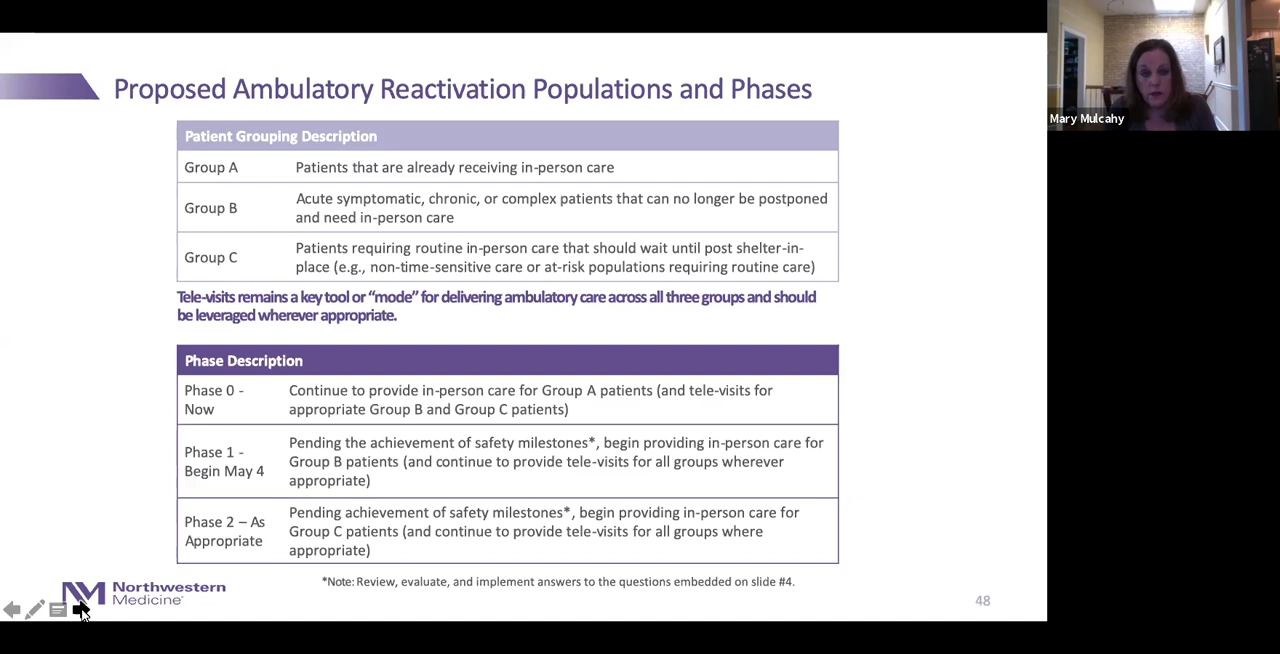 Proposed Ambulatory Reactivation Populations and Phases
Mary Mulcahy
Patient Grouping Description
Group A
Patients that are already receiving in-person care
Group B
Acute symptomatic, chronic, or complex patients that can no longer be postponed
and need in-person care
Group C
Patients requiring routine in-person care that should wait until post shelter-in-
place (e.g., non-time-sensitive care or at-risk populations requiring routine care)
Tele-visits remains a key tool or “mode” for delivering ambulatory care across all three groups and should
be leveraged wherever appropriate.
Phase Description
Phase 0 -
Now
Continue to provide in-person care for Group A patients (and tele-visits for
appropriate Group B and Group C patients)
Phase 1 -
Begin May 4
Pending the achievement of safety milestones*, begin providing in-person care for
Group B patients (and continue to provide tele-visits for all groups wherever
appropriate)
Phase 2 – As
Appropriate
Pending achievement of safety milestones*, begin providing in-person care for
Group C patients (and continue to provide tele-visits for all groups where
appropriate)
*Note: Review, evaluate, and implement answers to the questions embedded on slide #4.
NM Northwestern
Medicine
48